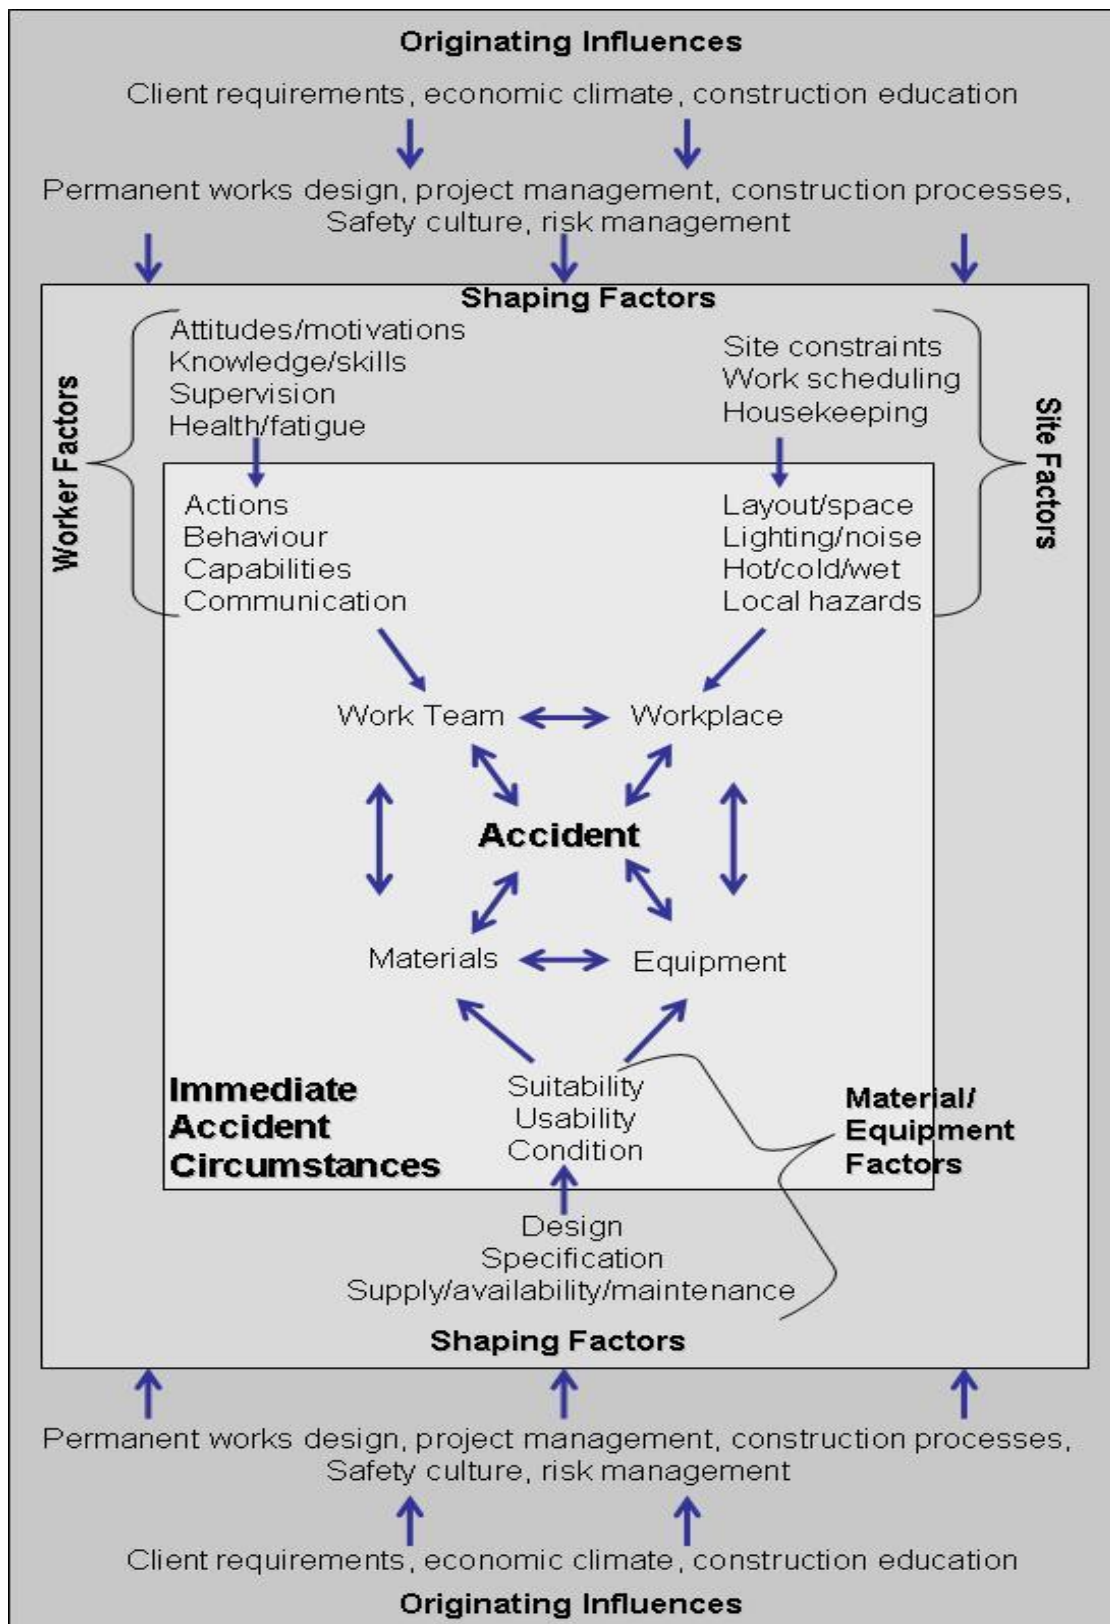 Originating Influences
Client requirements, economic climate, construction education
Permanent works design, project management, construction processes,
Safety culture, risk management
Shaping Factors
Attitudes/motivations
Knowledge/skills
Supervision
Health/fatigue
Site constraints
Work scheduling
Housekeeping
Worker Factors
Site Factors
Actions
Behaviour
Capabilities
Communication
Layout/space
Lighting/noise
Hot/cold/wet
Local hazards
Work Team
Workplace
Accident
Materials
Equipment
Immediate
Accident
Circumstances
Suitability
Usability
Condition
Material/
Equipment
Factors
Design
Specification
Supply/availability/maintenance
Shaping Factors
Permanent works design, project management, construction processes,
Safety culture, risk management
Client requirements, economic climate, construction education
Originating Influences